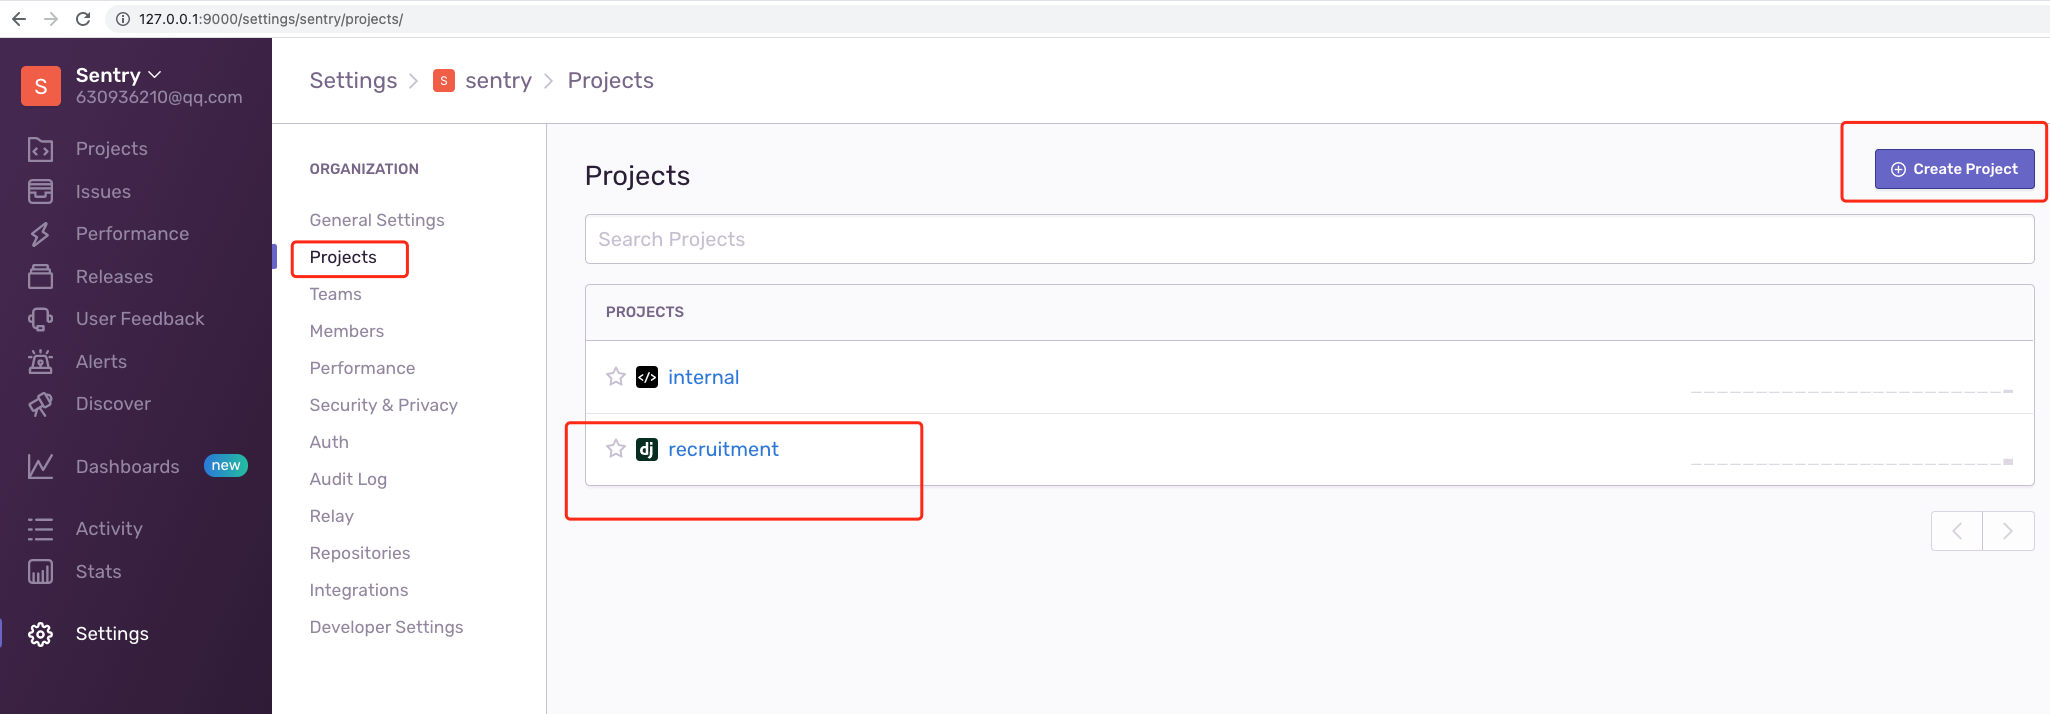 127.0.0.1:9000/settings/sentry/projects/
S
Sentry
630936210@qq.com
Projects
Issues
Performance
Releases
User Feedback
Alerts
Discover
Dashboards new
Activity
Stats
Settings
Settings > S sentry > Projects
ORGANIZATION
General Settings
Projects
Teams
Members
Performance
Security & Privacy
Auth
Audit Log
Relay
Repositories
Integrations
Developer Settings
Projects
Create Project
Search Projects
PROJECTS
</> internal
dj recruitment